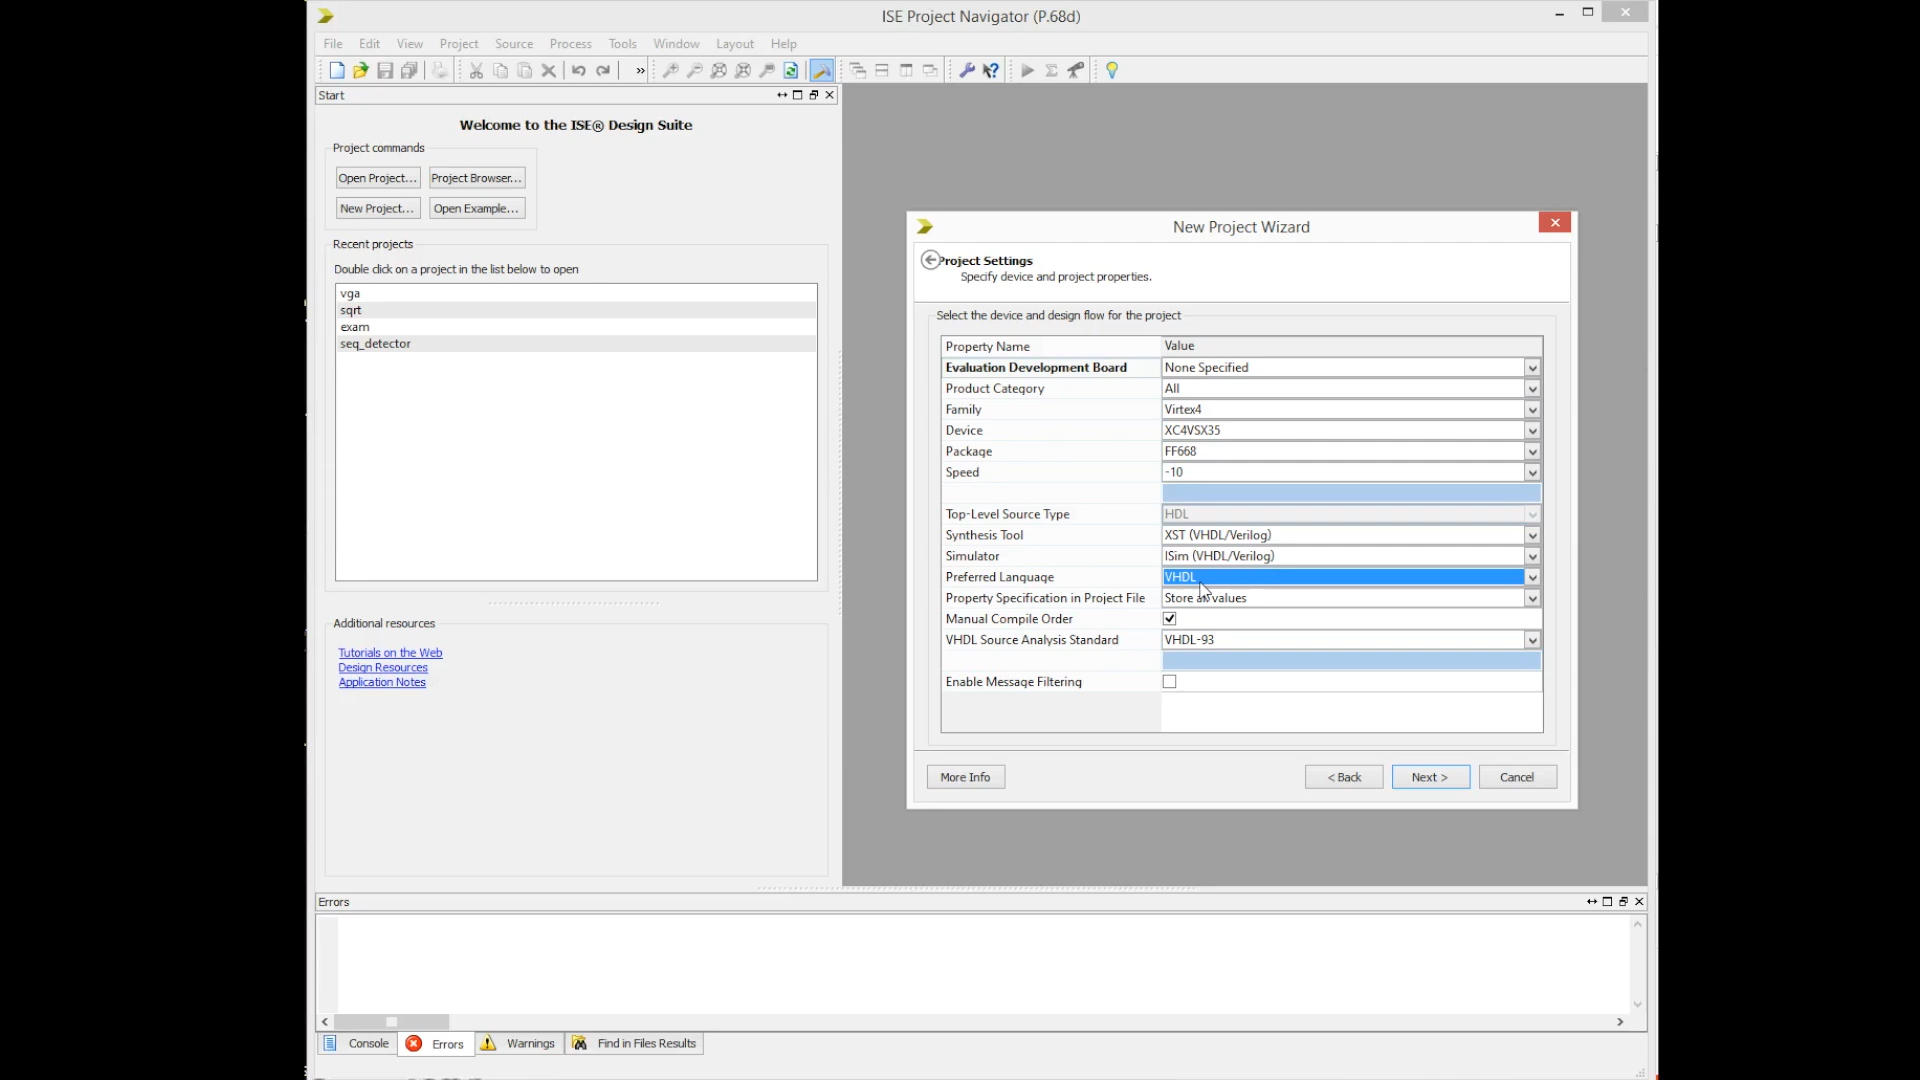 ISE Project Navigator (P.68d)
File Edit View Project Source Process Tools Window Layout Help
»
Start
Welcome to the ISE® Design Suite
Project commands
Open Project... Project Browser...
New Project... Open Example...
Recent projects
Double click on a project in the list below to open
vga
sqrt
exam
seq_detector
Additional resources
Tutorials on the Web
Design Resources
Application Notes
New Project Wizard
Project Settings
Specify device and project properties.
Select the device and design flow for the project
Property Name Value
Evaluation Development Board None Specified
Product Category All
Family Virtex4
Device XC4VSX35
Package FF668
Speed -10
Top-Level Source Type HDL
Synthesis Tool XST (VHDL/Verilog)
Simulator ISim (VHDL/Verilog)
Preferred Language VHDL
Property Specification in Project File Store all values
Manual Compile Order
VHDL Source Analysis Standard VHDL-93
Enable Message Filtering
More Info < Back Next > Cancel
Errors
Console Errors Warnings Find in Files Results